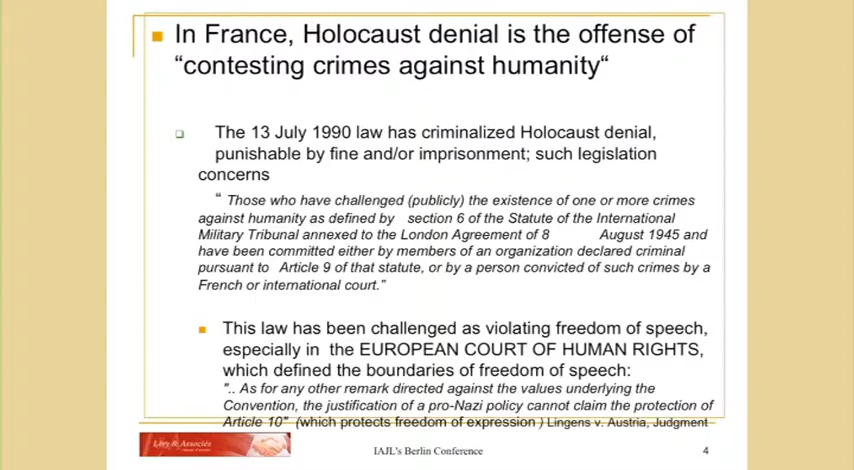 In France, Holocaust denial is the offense of
“contesting crimes against humanity“
The 13 July 1990 law has criminalized Holocaust denial,
punishable by fine and/or imprisonment; such legislation
concerns
“ Those who have challenged (publicly) the existence of one or more crimes
against humanity as defined by section 6 of the Statute of the International
Military Tribunal annexed to the London Agreement of 8 August 1945 and
have been committed either by members of an organization declared criminal
pursuant to Article 9 of that statute, or by a person convicted of such crimes by a
French or international court.”
This law has been challenged as violating freedom of speech,
especially in the EUROPEAN COURT OF HUMAN RIGHTS,
which defined the boundaries of freedom of speech:
".. As for any other remark directed against the values underlying the
Convention, the justification of a pro-Nazi policy cannot claim the protection of
Article 10" (which protects freedom of expression ) Lingens v. Austria, Judgment
Lévy & Associés
IAJL's Berlin Conference
4